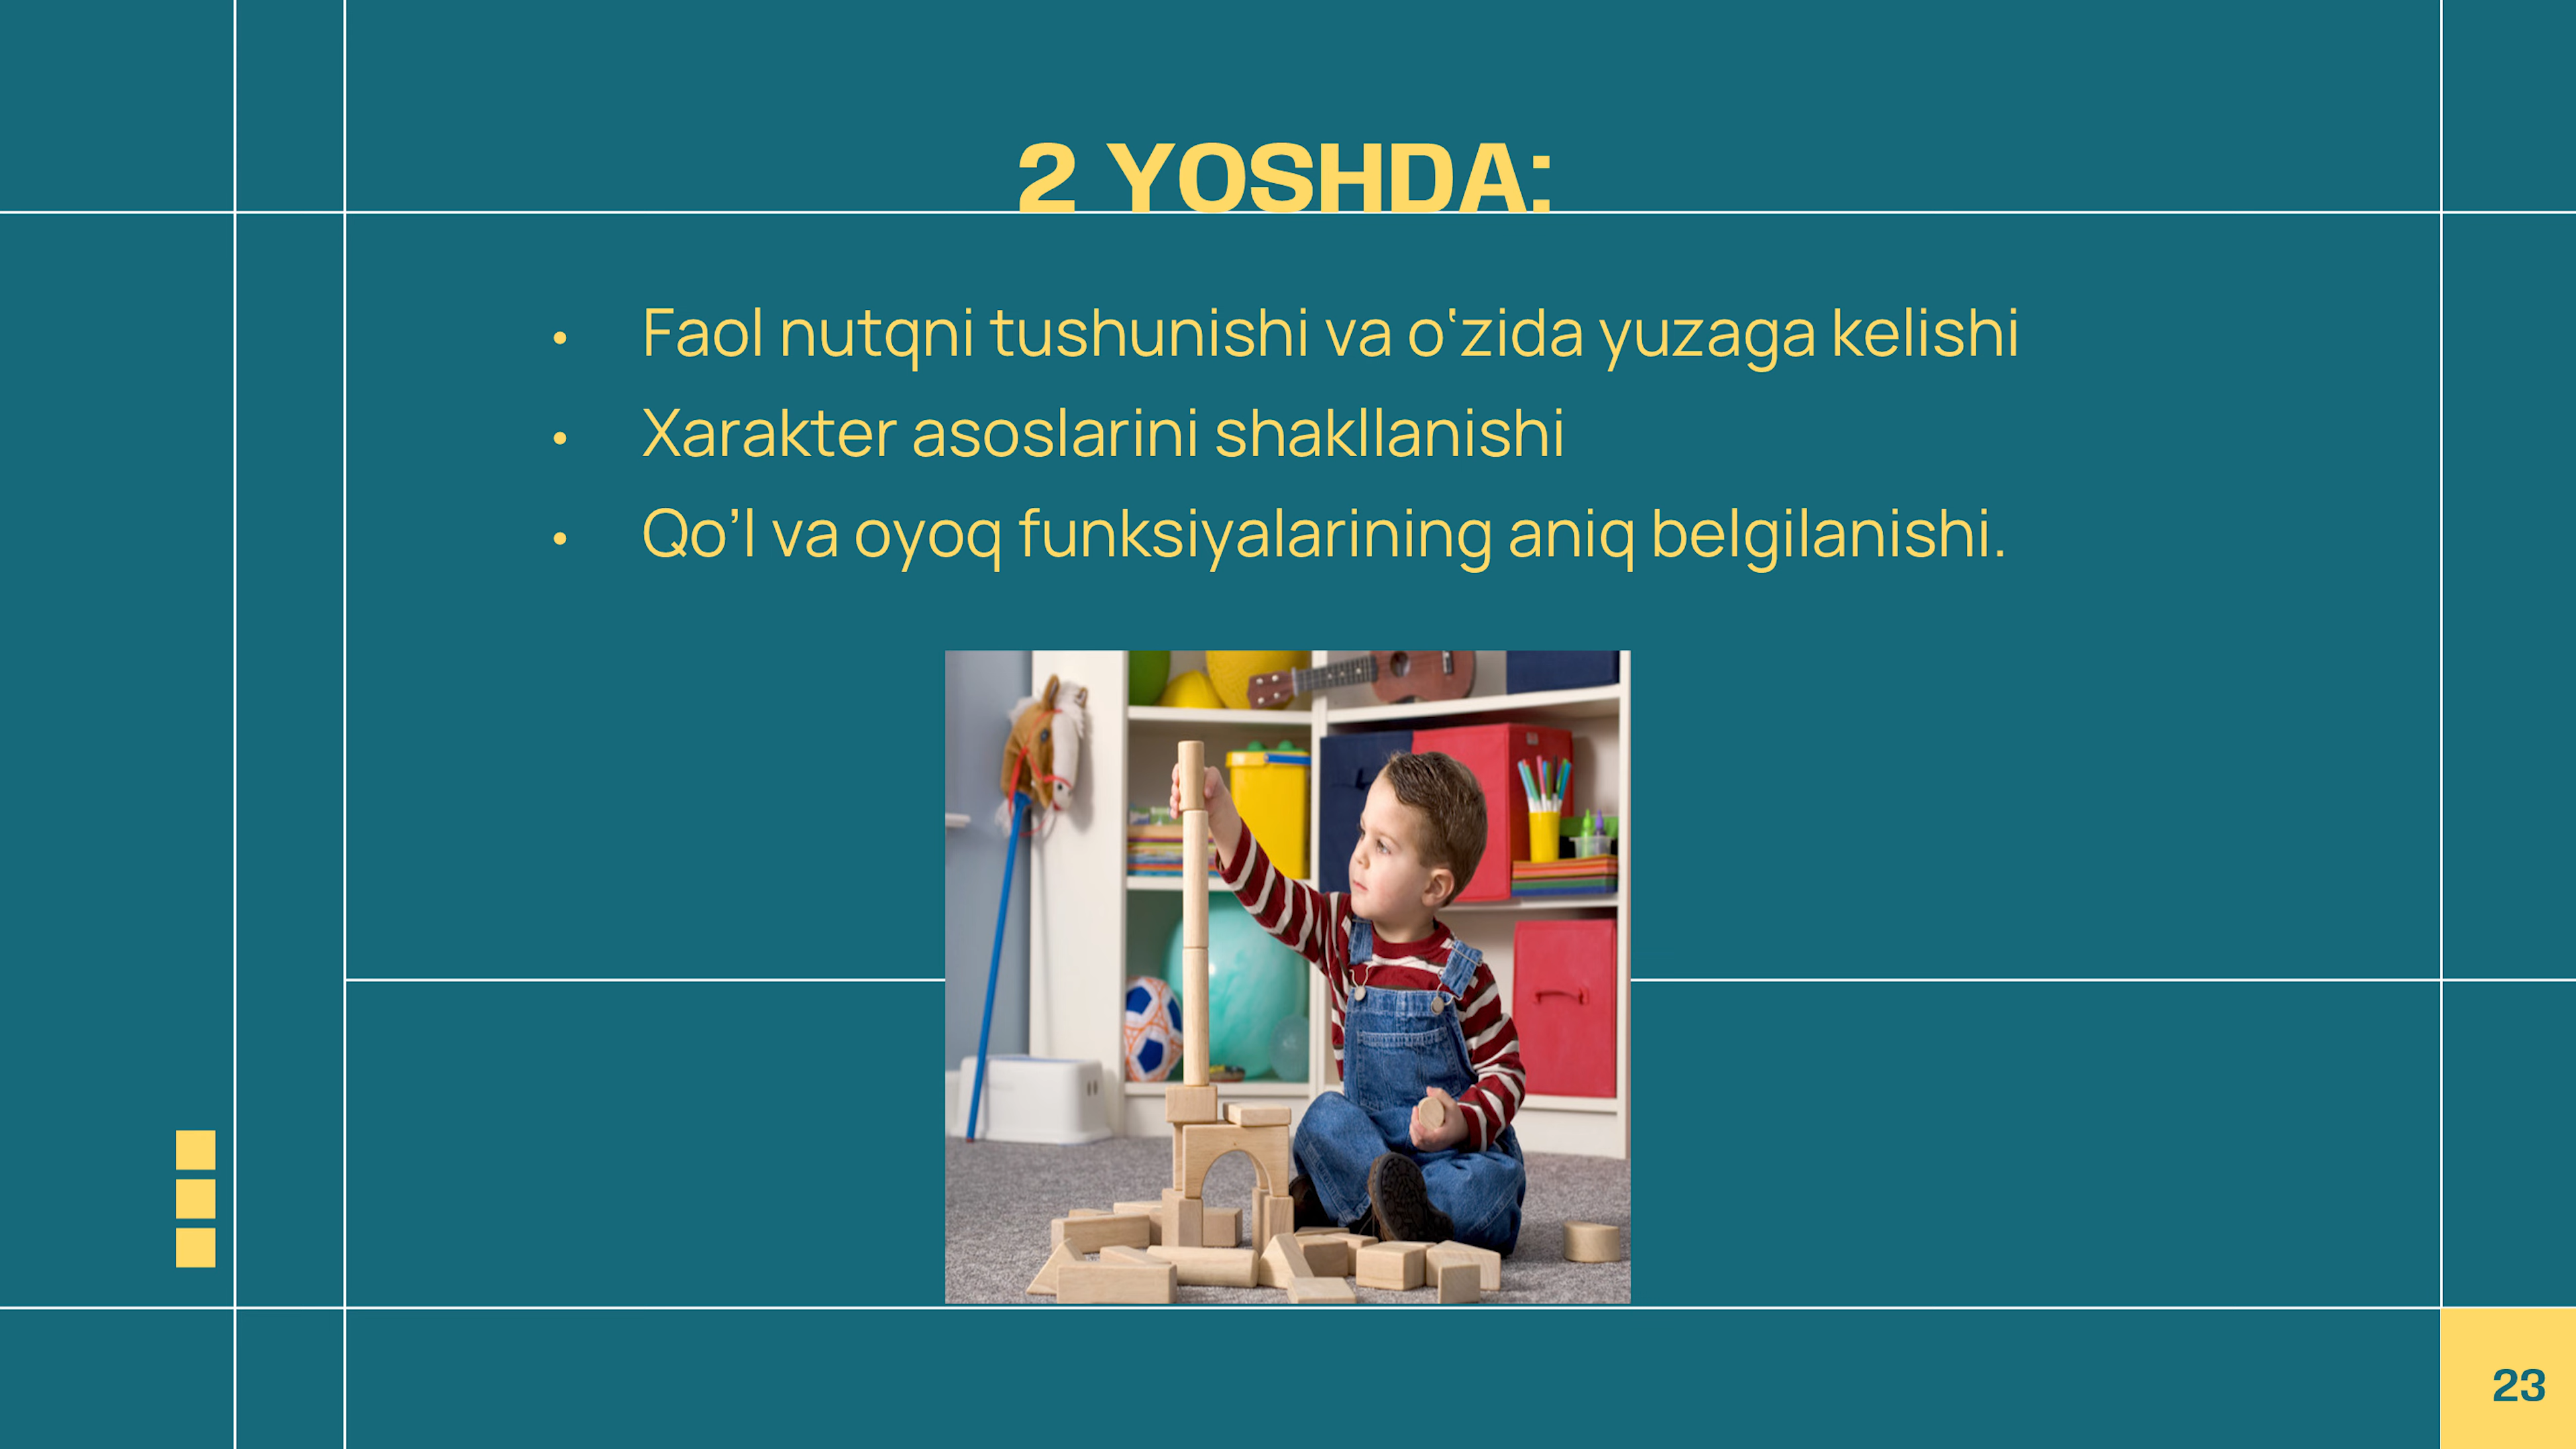 2 YOSHDA:
• Faol nutqni tushunishi va o‘zida yuzaga kelishi
• Xarakter asoslarini shakllanishi
• Qo’l va oyoq funksiyalarining aniq belgilanishi.
23